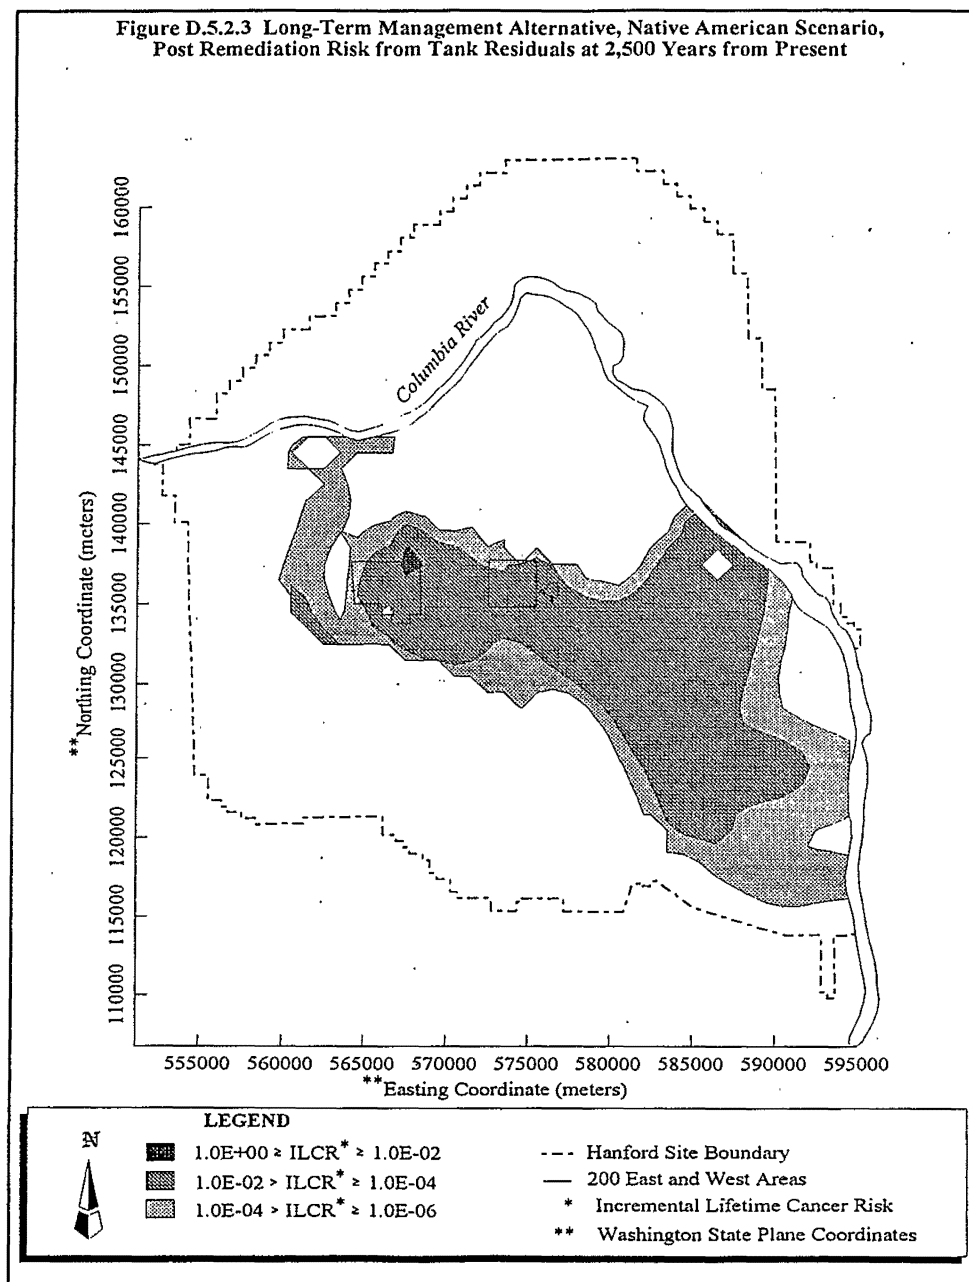 Figure D.5.2.3 Long-Term Management Alternative, Native American Scenario,
Post Remediation Risk from Tank Residuals at 2,500 Years from Present
160000
155000
150000
145000
140000
135000
130000
125000
120000
115000
110000
**Northing Coordinate (meters)
Columbia River
555000 560000 565000 570000 575000 580000 585000 590000 595000
**Easting Coordinate (meters)
LEGEND
N
1.0E+00 ≥ ILCR* ≥ 1.0E-02
1.0E-02 > ILCR* ≥ 1.0E-04
1.0E-04 > ILCR* ≥ 1.0E-06
Hanford Site Boundary
200 East and West Areas
* Incremental Lifetime Cancer Risk
** Washington State Plane Coordinates